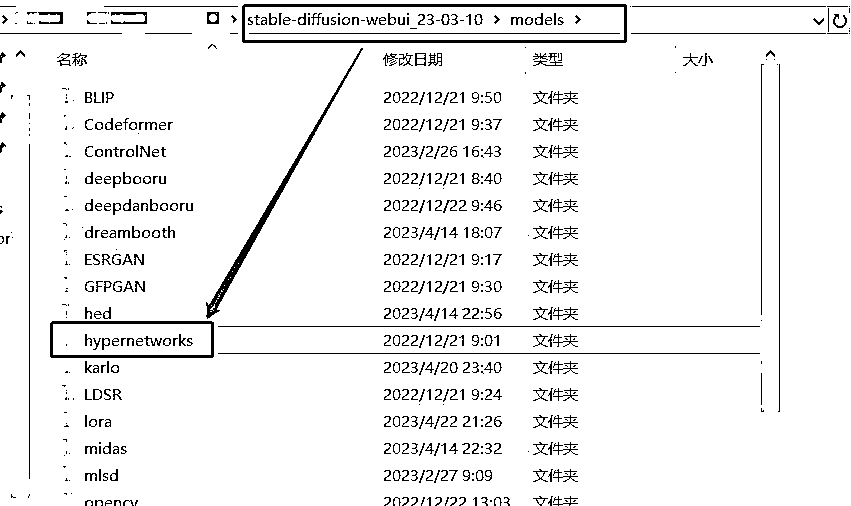 stable-diffusion-webui_23-03-10 > models >
名称 修改日期 类型 大小
BLIP 2022/12/21 9:50 文件夹
Codeformer 2022/12/21 9:37 文件夹
ControlNet 2023/2/26 16:43 文件夹
deepbooru 2022/12/21 8:40 文件夹
deepdanbooru 2022/12/22 9:46 文件夹
dreambooth 2023/4/14 18:07 文件夹
ESRGAN 2022/12/21 9:17 文件夹
GFPGAN 2022/12/21 9:30 文件夹
hed 2023/4/14 22:56 文件夹
hypernetworks 2022/12/21 9:01 文件夹
karlo 2023/4/20 23:40 文件夹
LDSR 2022/12/21 9:24 文件夹
lora 2023/4/22 21:26 文件夹
midas 2023/4/14 22:32 文件夹
mlsd 2023/2/27 9:09 文件夹
opencv 2022/12/22 13:03 文件夹